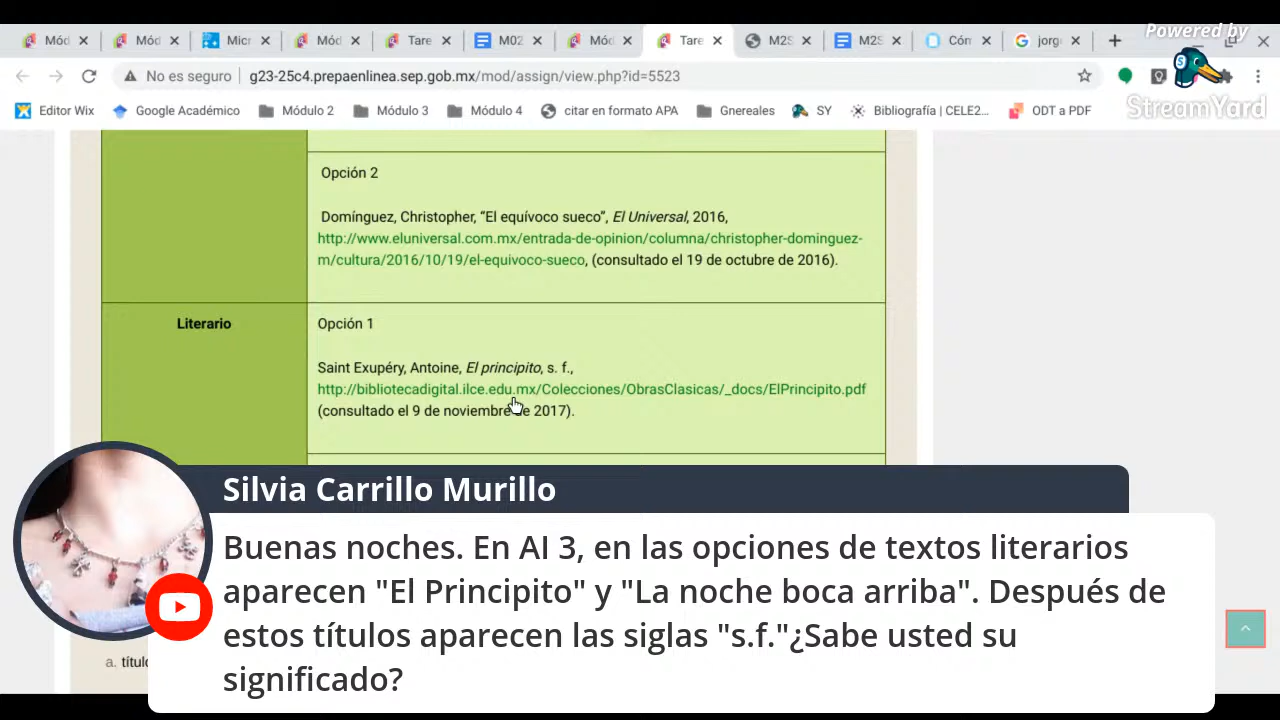 Powered by
StreamYard
Mód
Mód
Micr
Mód
Tare
M02
Mód
Tare
M2S
M2S
Cóm
jorg
No es seguro
g23-25c4.prepaenlinea.sep.gob.mx/mod/assign/view.php?id=5523
Editor Wix
Google Académico
Módulo 2
Módulo 3
Módulo 4
citar en formato APA
Gnereales
SY
Bibliografía | CELE2...
ODT a PDF
Opción 2
Domínguez, Christopher, “El equívoco sueco”, El Universal, 2016,
http://www.eluniversal.com.mx/entrada-de-opinion/columna/christopher-dominguez-
m/cultura/2016/10/19/el-equivoco-sueco, (consultado el 19 de octubre de 2016).
Literario
Opción 1
Saint Exupéry, Antoine, El principito, s. f.,
http://bibliotecadigital.ilce.edu.mx/Colecciones/ObrasClasicas/_docs/ElPrincipito.pdf
(consultado el 9 de noviembre de 2017).
a. título
Silvia Carrillo Murillo
Buenas noches. En AI 3, en las opciones de textos literarios
aparecen "El Principito" y "La noche boca arriba". Después de
estos títulos aparecen las siglas "s.f."¿Sabe usted su
significado?